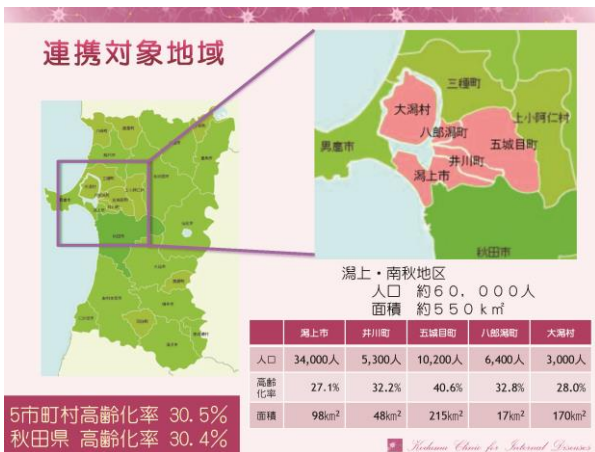 連携対象地域
三種町
大潟村
上小阿仁村
八郎潟町
五城目町
男鹿市
井川町
潟上市
秋田市
潟上・南秋地区
人口 約60,000人
面積 約550k㎡
潟上市 井川町 五城目町 八郎潟町 大潟村
人口 34,000人 5,300人 10,200人 6,400人 3,000人
高齢化率 27.1% 32.2% 40.6% 32.8% 28.0%
面積 98km² 48km² 215km² 17km² 170km²
5市町村高齢化率 30.5%
秋田県 高齢化率 30.4%
Kodama Clinic for Internal Diseases